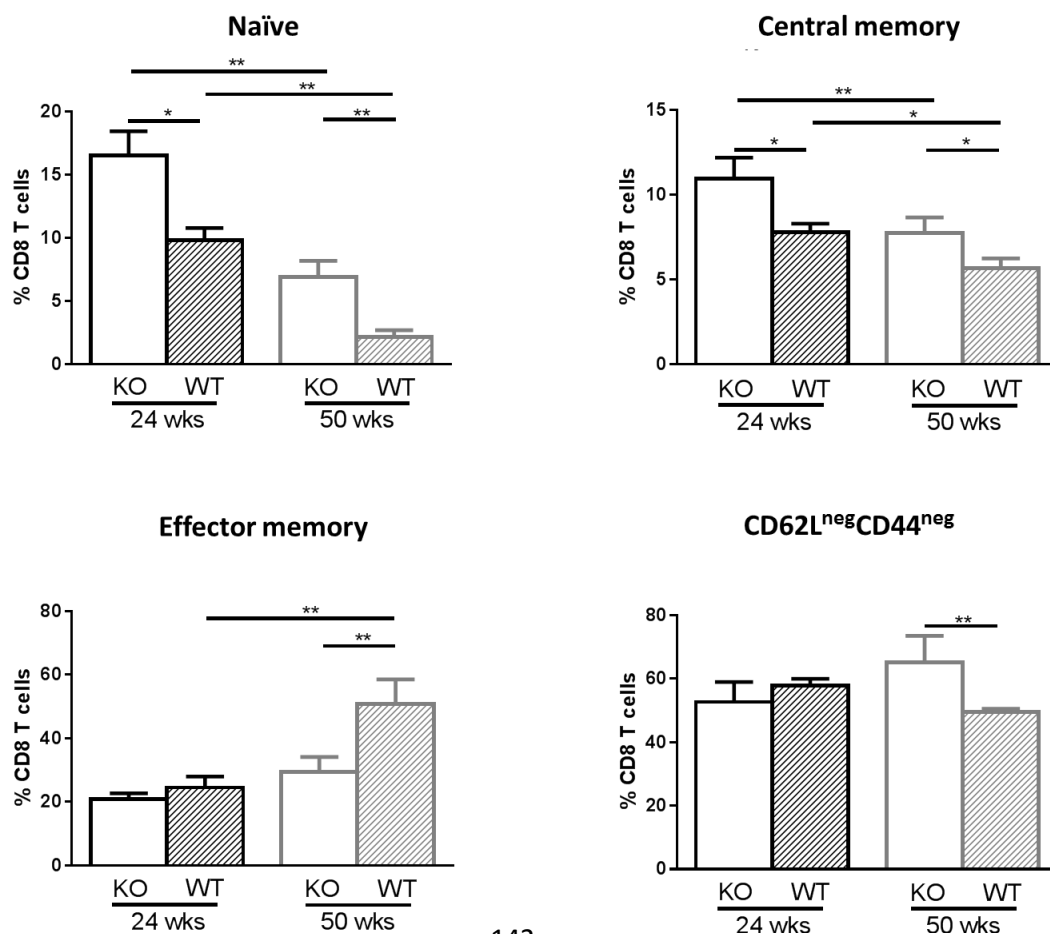 Naïve
**
**
* **
20
15
10
5
0
% CD8 T cells
KO WT KO WT
24 wks 50 wks
Central memory
**
*
* *
15
10
5
0
% CD8 T cells
KO WT KO WT
24 wks 50 wks
Effector memory
**
**
80
60
40
20
0
% CD8 T cells
KO WT KO WT
24 wks 50 wks
CD62LnegCD44neg
**
80
60
40
20
0
% CD8 T cells
KO WT KO WT
24 wks 50 wks